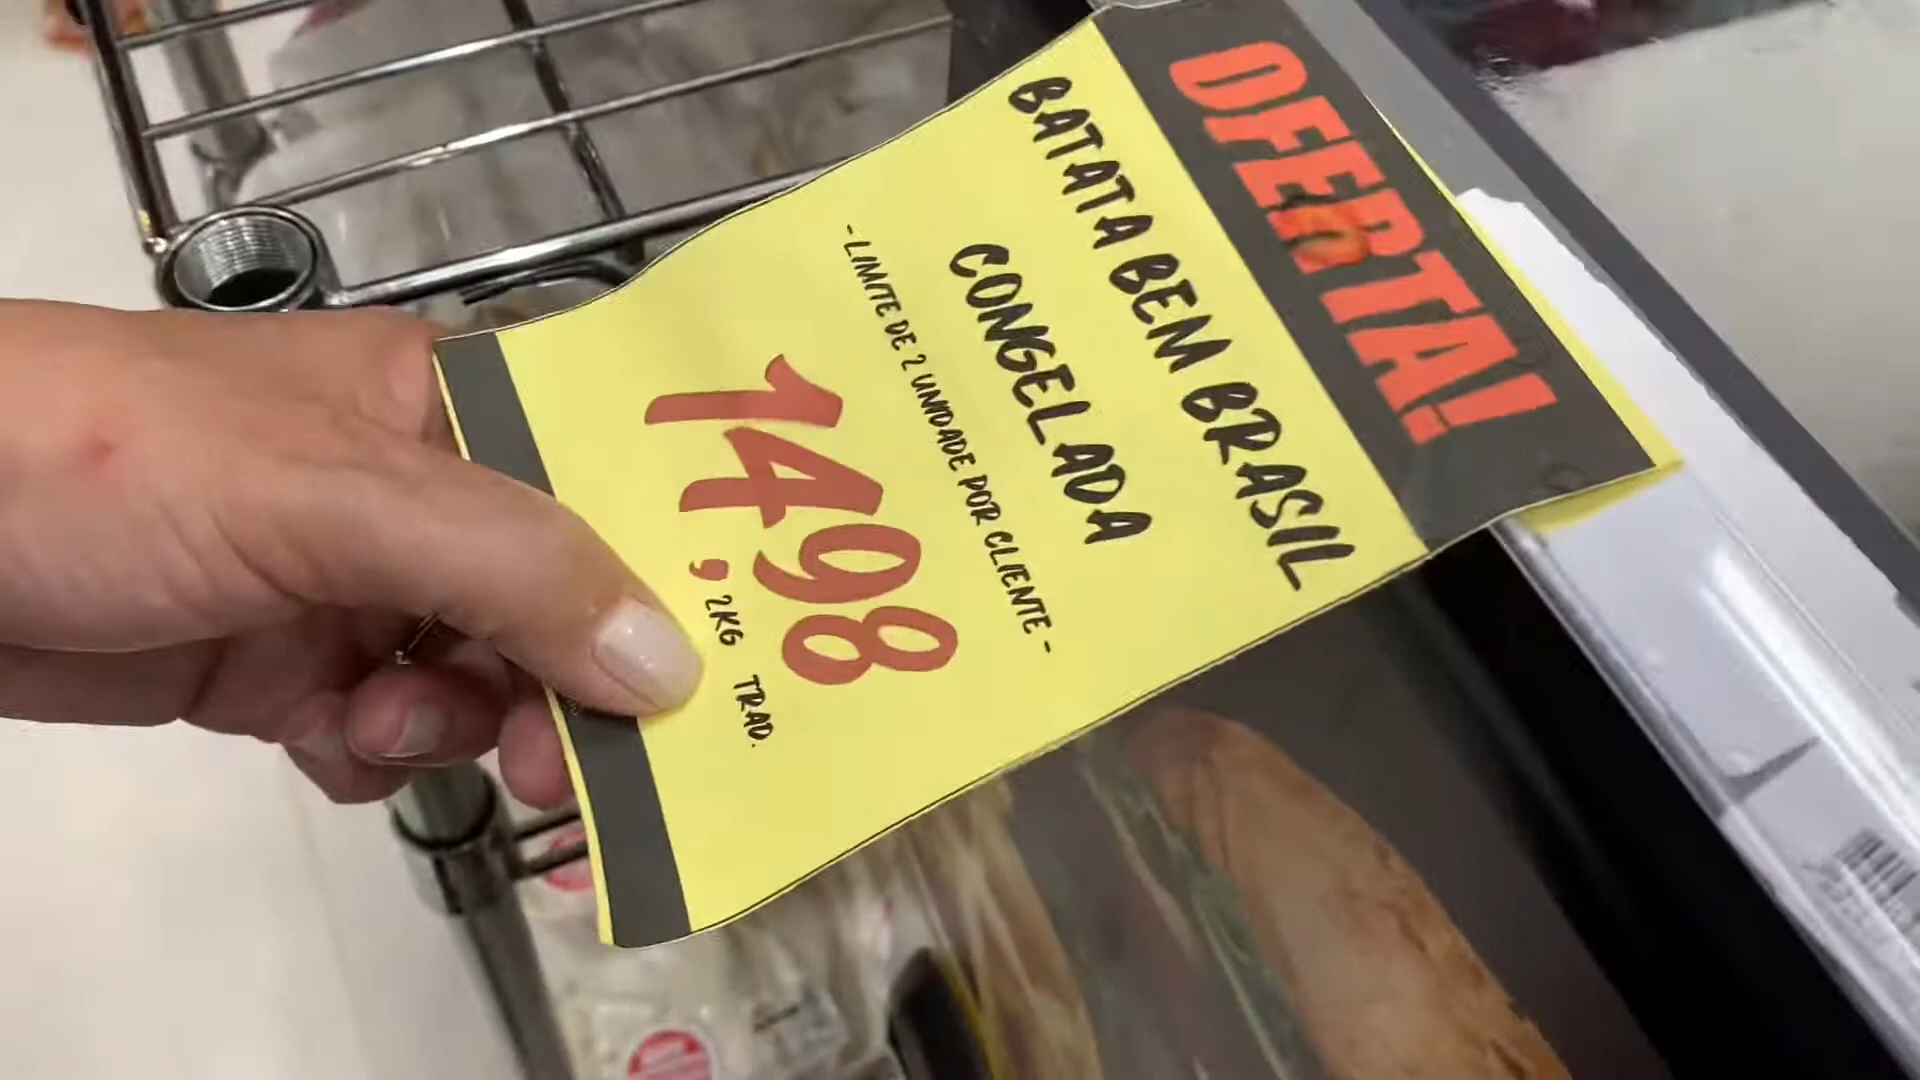 OFERTA!
BATATA BEM BRASIL
CONGELADA
-LIMITE DE 2 UNIDADE POR CLIENTE-
14,98
2KG TRAD.